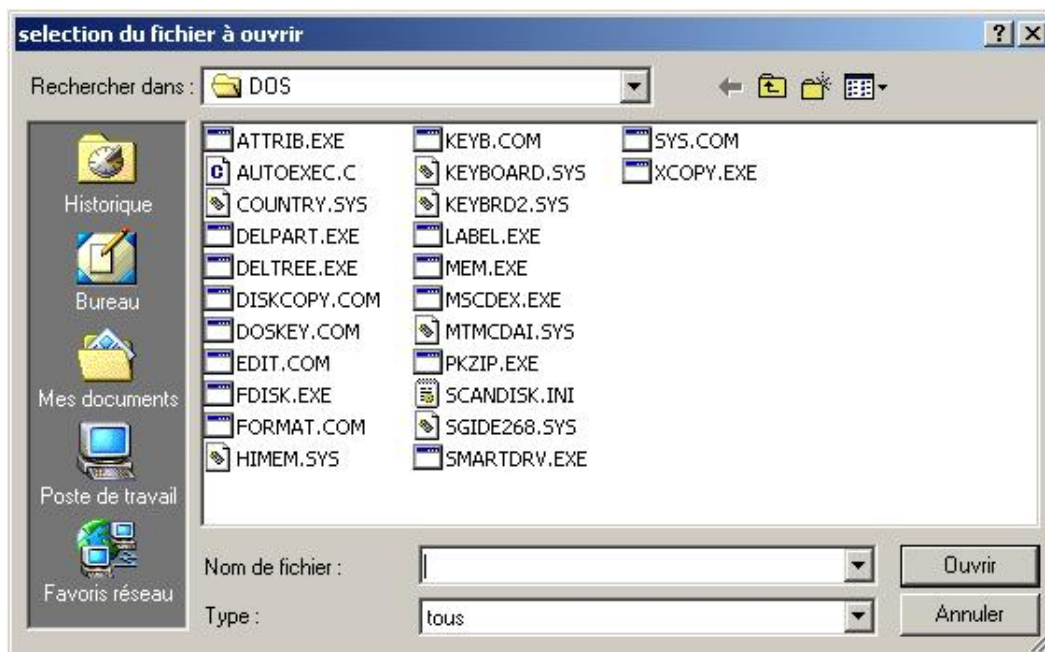 selection du fichier à ouvrir
Rechercher dans : DOS
Historique
Bureau
Mes documents
Poste de travail
Favoris réseau
ATTRIB.EXE
AUTOEXEC.C
COUNTRY.SYS
DELPART.EXE
DELTREE.EXE
DISKCOPY.COM
DOSKEY.COM
EDIT.COM
FDISK.EXE
FORMAT.COM
HIMEM.SYS
KEYB.COM
KEYBOARD.SYS
KEYBRD2.SYS
LABEL.EXE
MEM.EXE
MSCDEX.EXE
MTMCDAI.SYS
PKZIP.EXE
SCANDISK.INI
SGIDE268.SYS
SMARTDRV.EXE
SYS.COM
XCOPY.EXE
Nom de fichier :
Ouvrir
Type : tous
Annuler